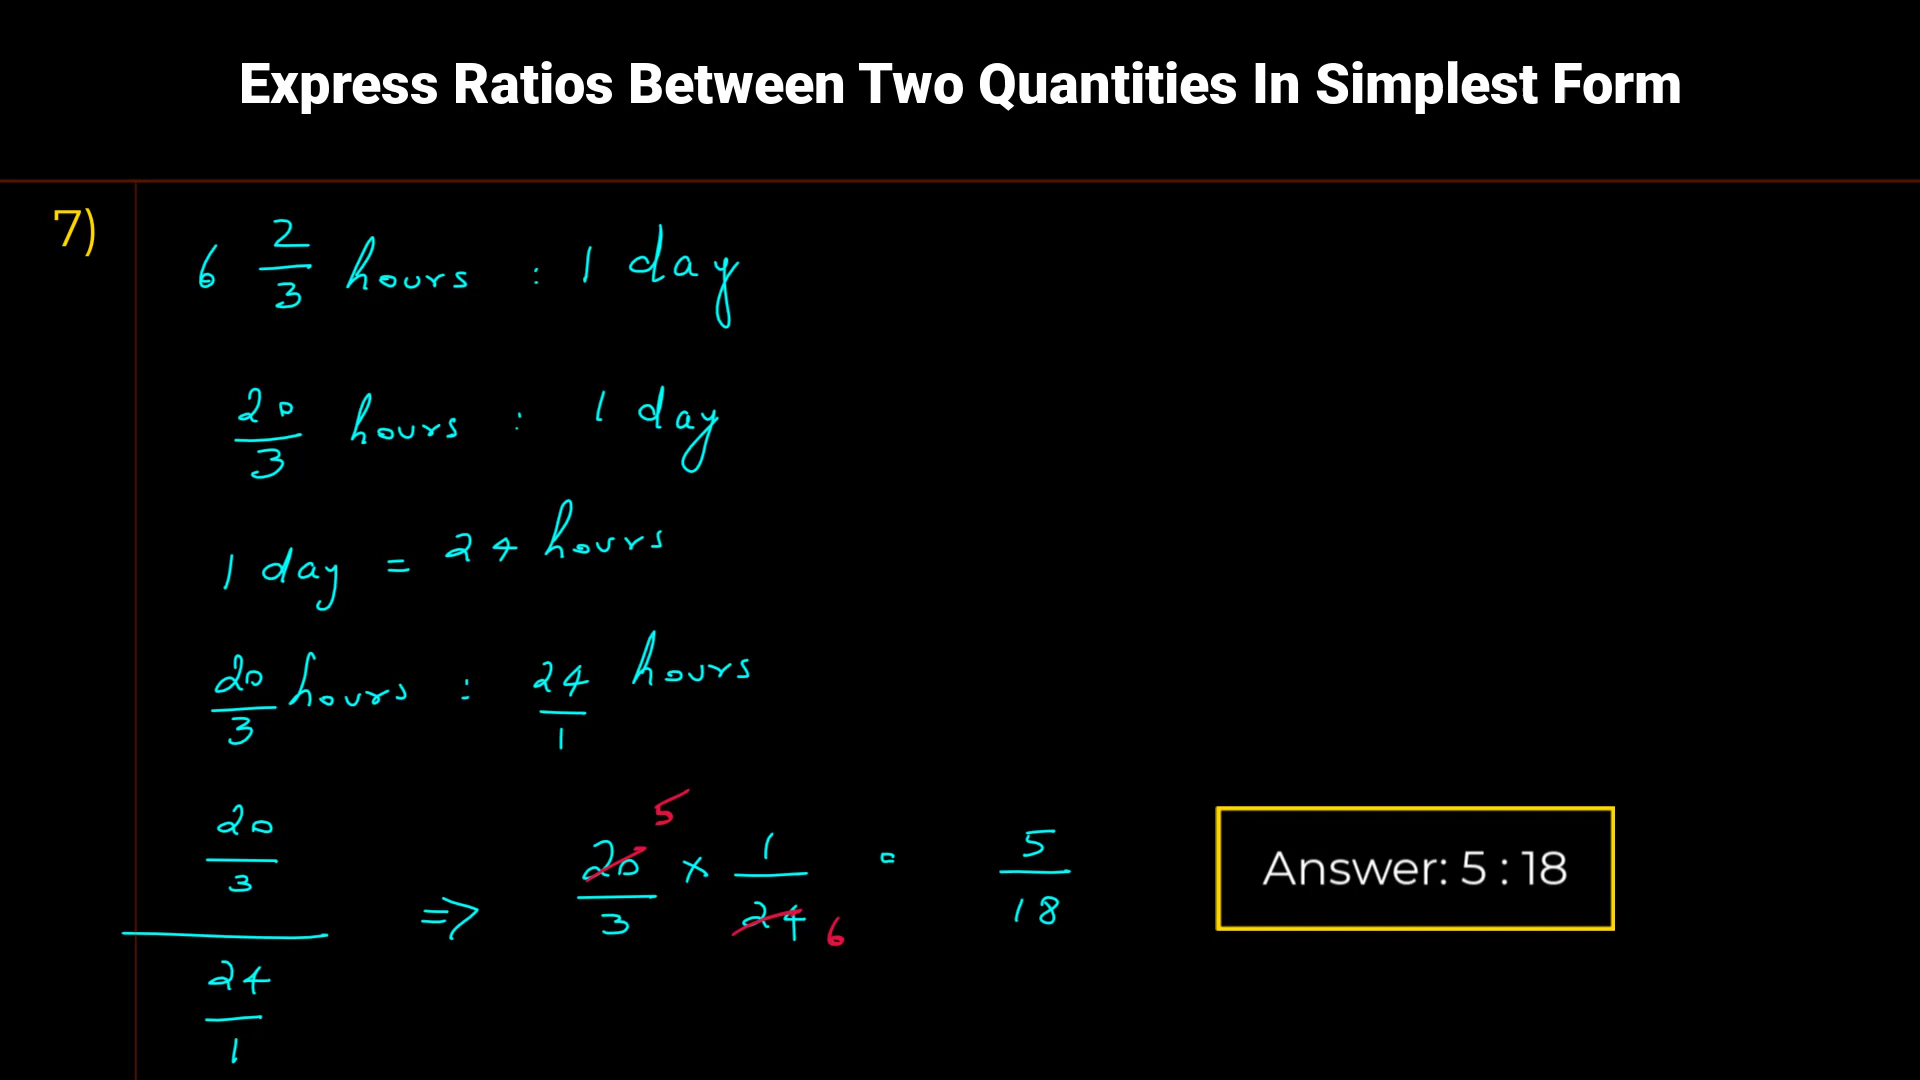 Express Ratios Between Two Quantities In Simplest Form
7)
6 2/3 hours : 1 day
20/3 hours : 1 day
1 day = 24 hours
20/3 hours : 24/1 hours
20/3 / 24/1 => 20/3 5 × 1/24 6 = 5/18
Answer: 5 : 18